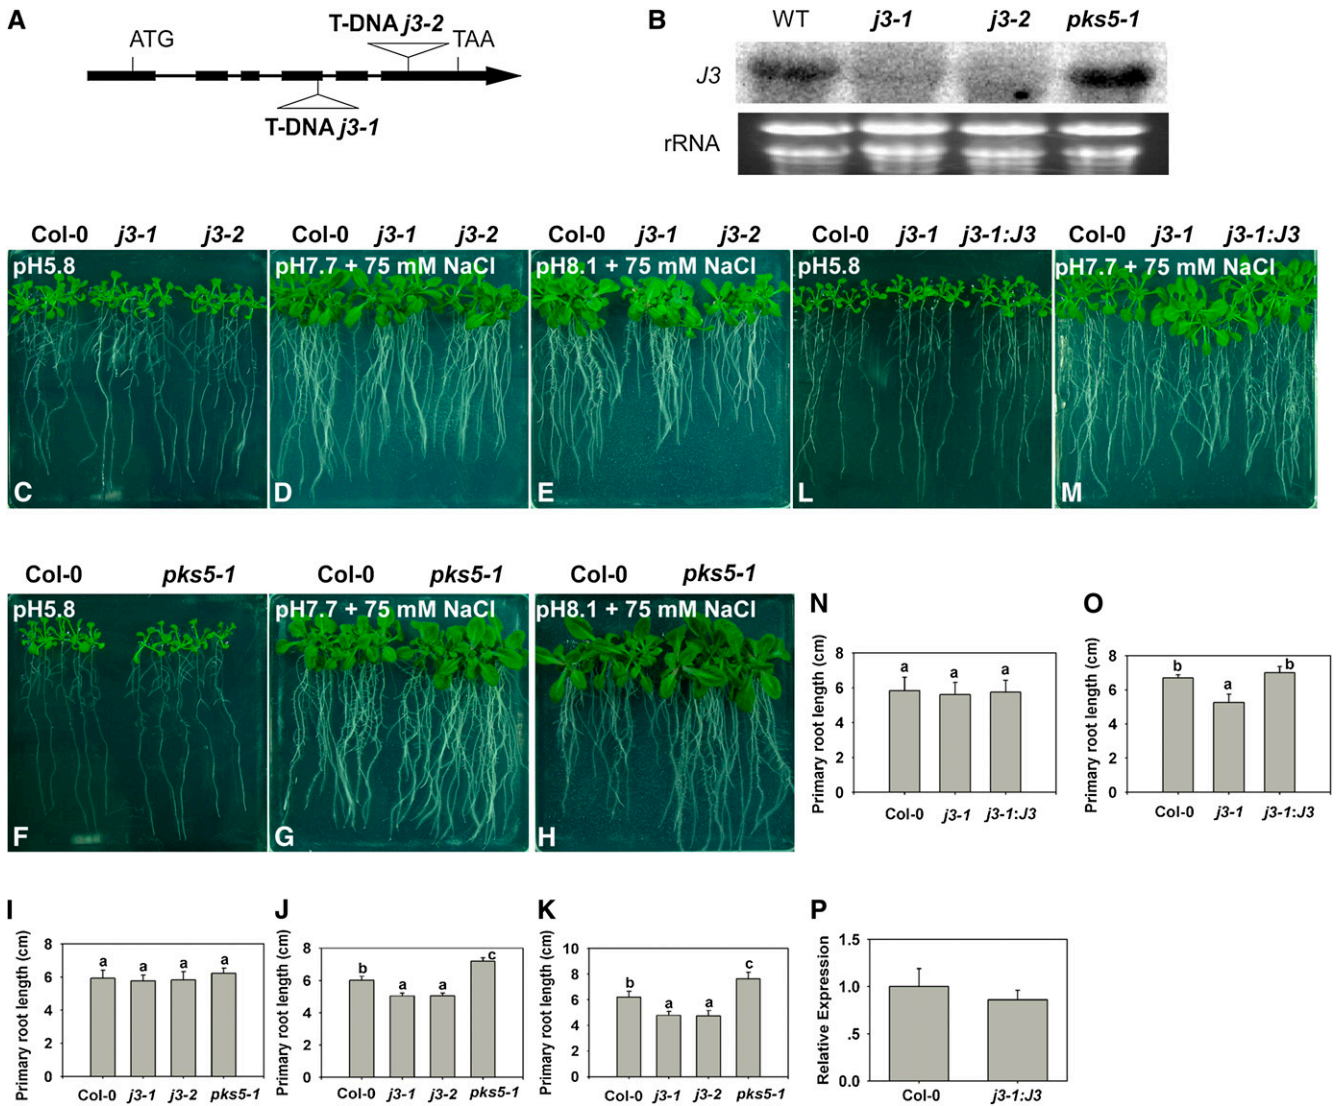 A
T-DNA j3-2
ATG
TAA
T-DNA j3-1
B
WT j3-1 j3-2 pks5-1
J3
rRNA
Col-0 j3-1 j3-2
pH5.8
C
Col-0 j3-1 j3-2
pH7.7 + 75 mM NaCl
D
Col-0 j3-1 j3-2
pH8.1 + 75 mM NaCl
E
Col-0 j3-1 j3-1:J3
pH5.8
L
Col-0 j3-1 j3-1:J3
pH7.7 + 75 mM NaCl
M
Col-0 pks5-1
pH5.8
F
Col-0 pks5-1
pH7.7 + 75 mM NaCl
G
Col-0 pks5-1
pH8.1 + 75 mM NaCl
H
N
Primary root length (cm)
8
6
4
2
0
a a a
Col-0 j3-1 j3-1:J3
O
Primary root length (cm)
8
6
4
2
0
b a b
Col-0 j3-1 j3-1:J3
I
Primary root length (cm)
8
6
4
2
0
a a a a
Col-0 j3-1 j3-2 pks5-1
J
Primary root length (cm)
8
6
4
2
0
b a a c
Col-0 j3-1 j3-2 pks5-1
K
Primary root length (cm)
10
8
6
4
2
0
b a a c
Col-0 j3-1 j3-2 pks5-1
P
Relative Expression
1.5
1.0
.5
0.0
Col-0 j3-1:J3